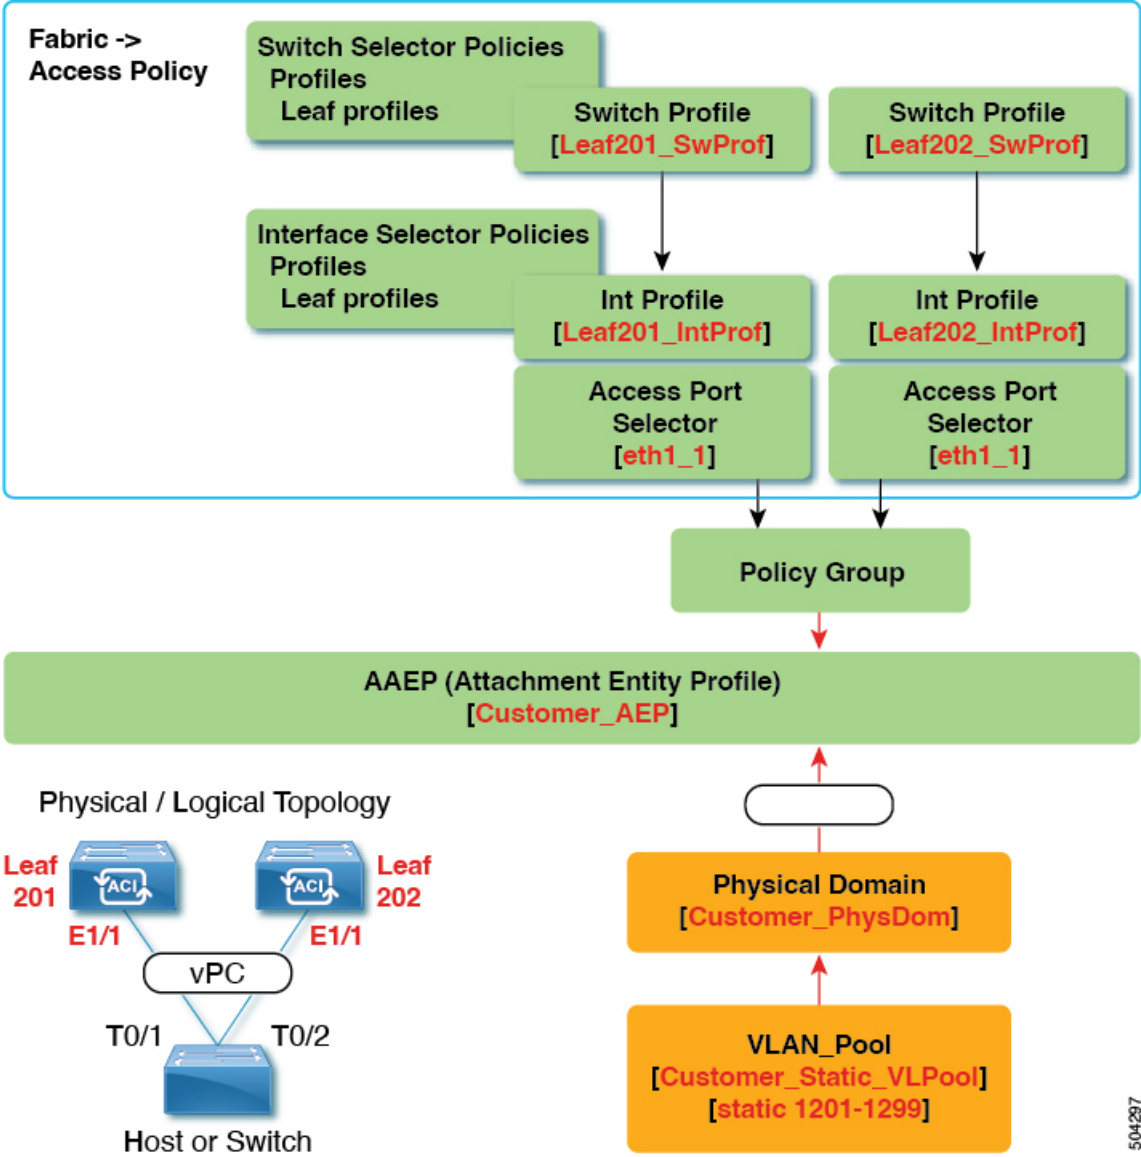 Fabric ->
Access Policy
Switch Selector Policies
Profiles
Leaf profiles
Switch Profile
[Leaf201_SwProf]
Switch Profile
[Leaf202_SwProf]
Interface Selector Policies
Profiles
Leaf profiles
Int Profile
[Leaf201_IntProf]
Int Profile
[Leaf202_IntProf]
Access Port
Selector
[eth1_1]
Access Port
Selector
[eth1_1]
Policy Group
AAEP (Attachment Entity Profile)
[Customer_AEP]
Physical / Logical Topology
Leaf
201
ACI
ACI
Leaf
202
E1/1
E1/1
vPC
T0/1
T0/2
Host or Switch
Physical Domain
[Customer_PhysDom]
VLAN_Pool
[Customer_Static_VLPool]
[static 1201-1299]
504297